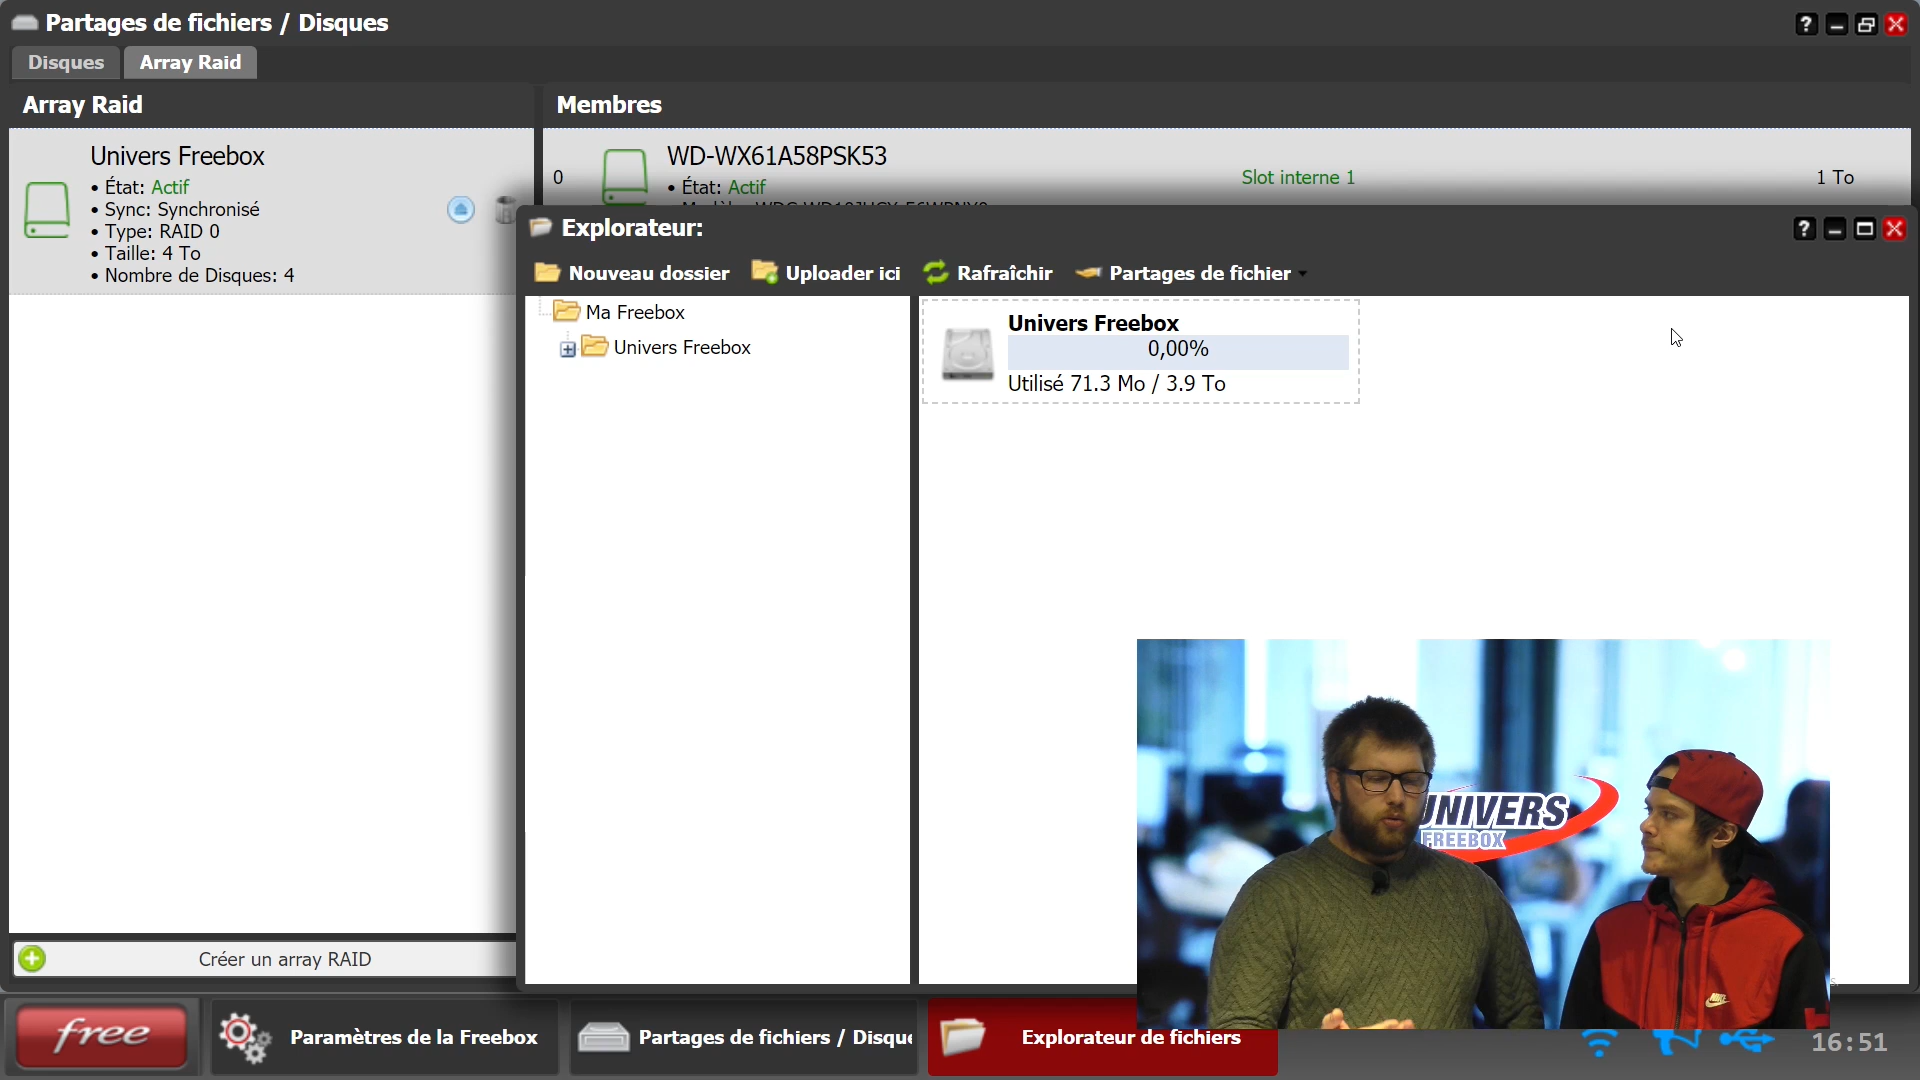 Partages de fichiers / Disques
Disques
Array Raid
Array Raid
Membres
Univers Freebox
• État: Actif
• Sync: Synchronisé
• Type: RAID 0
• Taille: 4 To
• Nombre de Disques: 4
0
WD-WX61A58PSK53
• État: Actif
Slot interne 1
1 To
Explorateur:
Nouveau dossier
Uploader ici
Rafraîchir
Partages de fichier
Ma Freebox
Univers Freebox
Univers Freebox
0,00%
Utilisé 71.3 Mo / 3.9 To
UNIVERS
FREEBOX
Créer un array RAID
free
Paramètres de la Freebox
Partages de fichiers / Disque
Explorateur de fichiers
16:51